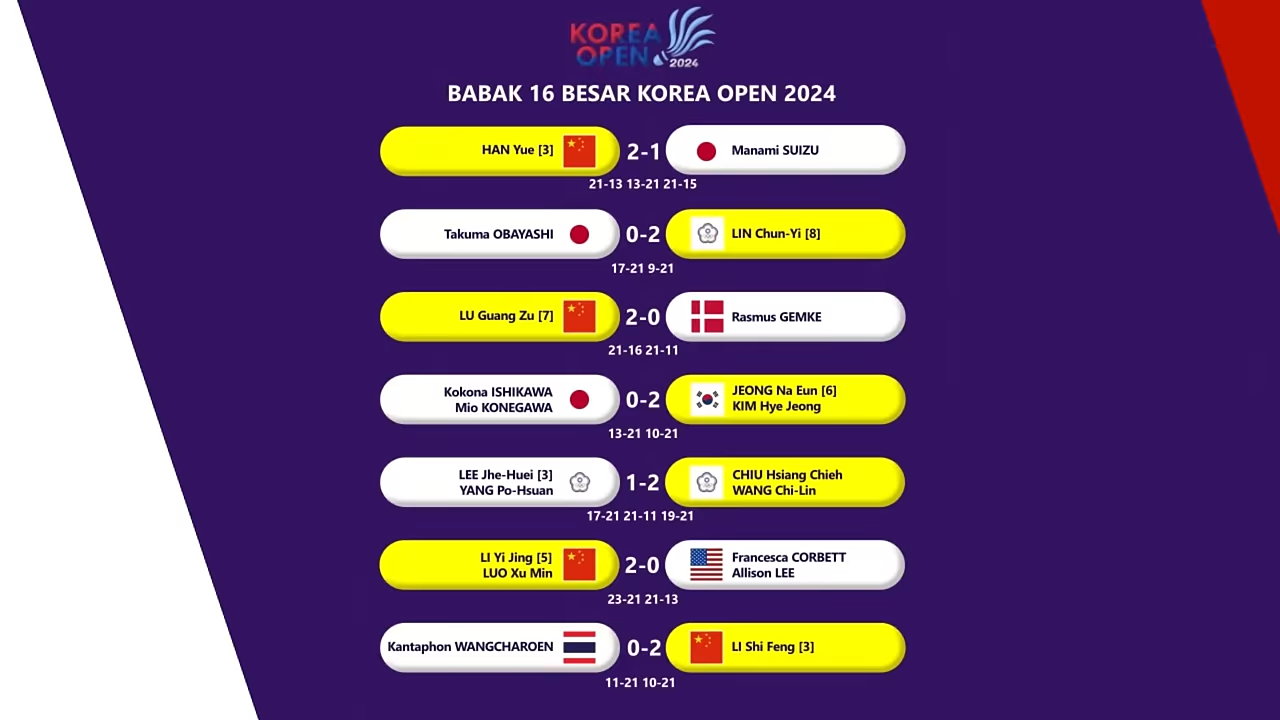 KOREA
OPEN
2024
BABAK 16 BESAR KOREA OPEN 2024
HAN Yue [3]
2-1
Manami SUIZU
21-13 13-21 21-15
Takuma OBAYASHI
0-2
LIN Chun-Yi [8]
17-21 9-21
LU Guang Zu [7]
2-0
Rasmus GEMKE
21-16 21-11
Kokona ISHIKAWA
Mio KONEGAWA
0-2
JEONG Na Eun [6]
KIM Hye Jeong
13-21 10-21
LEE Jhe-Huei [3]
YANG Po-Hsuan
1-2
CHIU Hsiang Chieh
WANG Chi-Lin
17-21 21-11 19-21
LI Yi Jing [5]
LUO Xu Min
2-0
Francesca CORBETT
Allison LEE
23-21 21-13
Kantaphon WANGCHAROEN
0-2
LI Shi Feng [3]
11-21 10-21